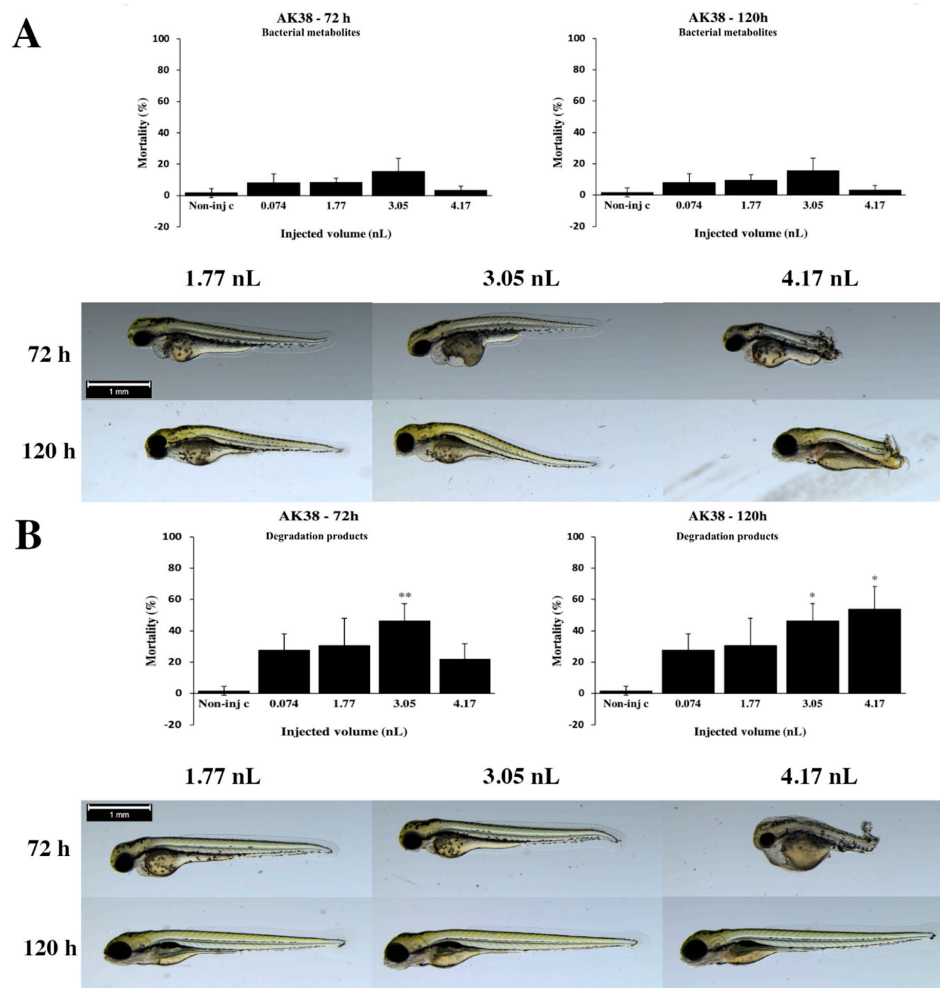 A
AK38 - 72 h
Bacterial metabolites
100
80
60
40
20
0
-20
Mortality (%)
Non-inj c 0.074 1.77 3.05 4.17
Injected volume (nL)
AK38 - 120h
Bacterial metabolites
100
80
60
40
20
0
-20
Mortality (%)
Non-inj c 0.074 1.77 3.05 4.17
Injected volume (nL)
1.77 nL 3.05 nL 4.17 nL
72 h
1 mm
120 h
B
AK38 - 72h
Degradation products
100
80
60
40
20
0
-20
Mortality (%)
**
Non-inj c 0.074 1.77 3.05 4.17
Injected volume (nL)
AK38 - 120h
Degradation products
100
80
60
40
20
0
-20
Mortality (%)
* *
Non-inj c 0.074 1.77 3.05 4.17
Injected volume (nL)
1.77 nL 3.05 nL 4.17 nL
1 mm
72 h
120 h